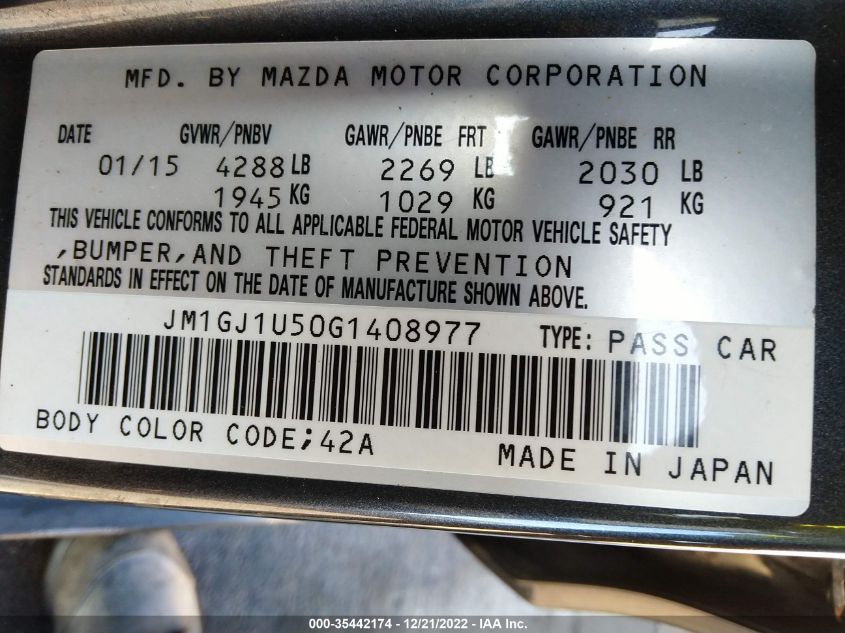 MFD. BY MAZDA MOTOR CORPORATION
DATE GVWR/PNBV GAWR/PNBE FRT GAWR/PNBE RR
01/15 4288 LB 2269 LB 2030 LB
1945 KG 1029 KG 921 KG
THIS VEHICLE CONFORMS TO ALL APPLICABLE FEDERAL MOTOR VEHICLE SAFETY
,BUMPER,AND THEFT PREVENTION
STANDARDS IN EFFECT ON THE DATE OF MANUFACTURE SHOWN ABOVE.
JM1GJ1U50G1408977 TYPE: PASS CAR
BODY COLOR CODE;42A MADE IN JAPAN
000-35442174 - 12/21/2022 - IAA Inc.